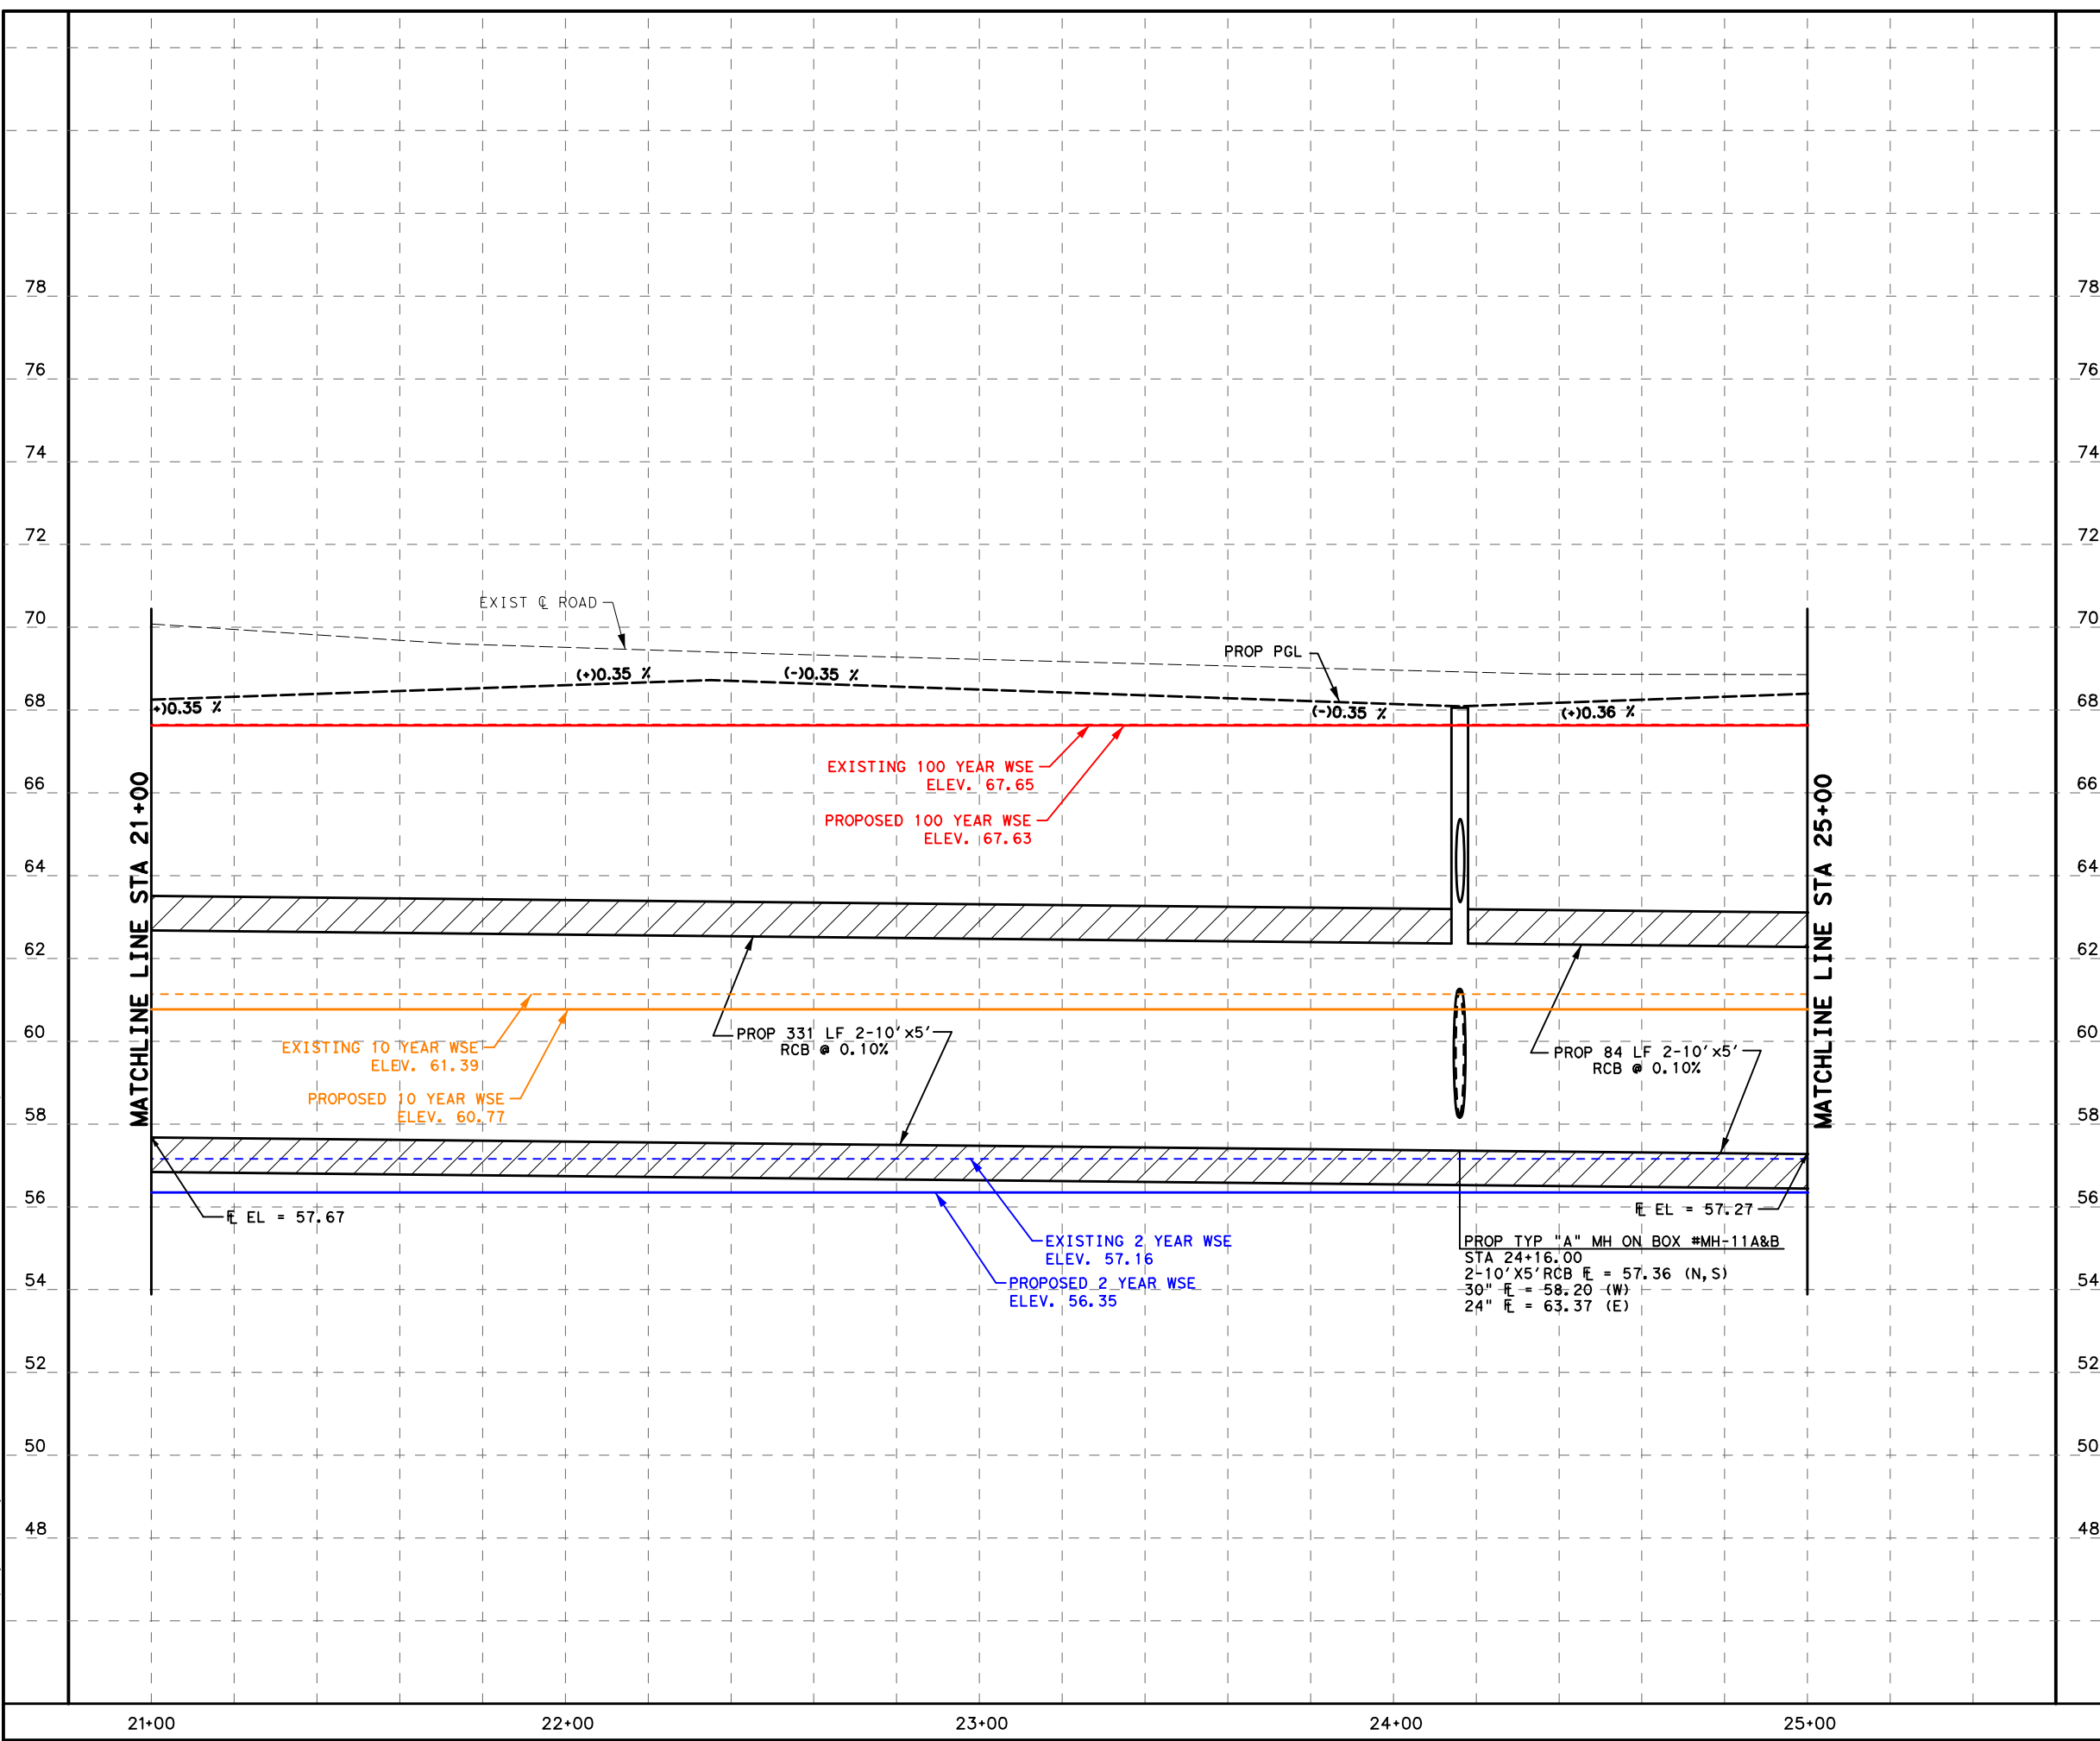 78 78
76 76
74 74
72 72
EXIST ℄ ROAD
70 70
PROP PGL
(+)0.35 % (-)0.35 %
68 +)0.35 % (-)0.35 % (+)0.36 % 68
EXISTING 100 YEAR WSE
ELEV. 67.65
66 66
PROPOSED 100 YEAR WSE
ELEV. 67.63
64 64
MATCHLINE LINE STA 21+00
MATCHLINE LINE STA 25+00
62 62
60 60
PROP 331 LF 2-10'x5'
RCB @ 0.10%
EXISTING 10 YEAR WSE
ELEV. 61.39
PROP 84 LF 2-10'x5'
RCB @ 0.10%
PROPOSED 10 YEAR WSE
ELEV. 60.77
58 58
56 56
FL EL = 57.67
FL EL = 57.27
EXISTING 2 YEAR WSE
ELEV. 57.16
PROPOSED 2 YEAR WSE
ELEV. 56.35
PROP TYP "A" MH ON BOX #MH-11A&B
STA 24+16.00
2-10'X5'RCB FL = 57.36 (N,S)
30" FL = 58.20 (W)
24" FL = 63.37 (E)
54 54
52 52
50 50
48 48
21+00 22+00 23+00 24+00 25+00